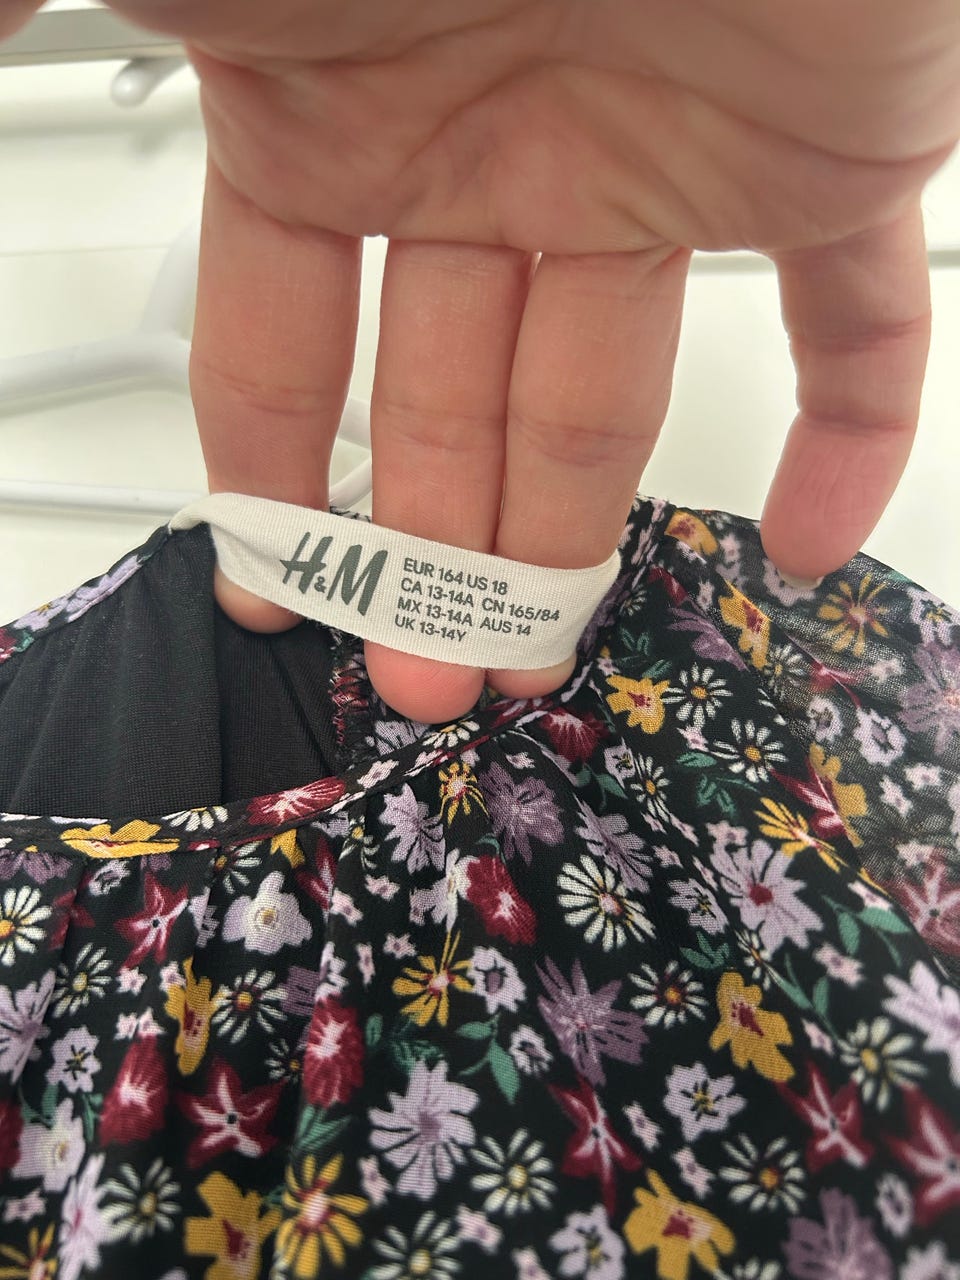 H&M
EUR 164 US 18
CA 13-14A CN 165/84
MX 13-14A AUS 14
UK 13-14Y